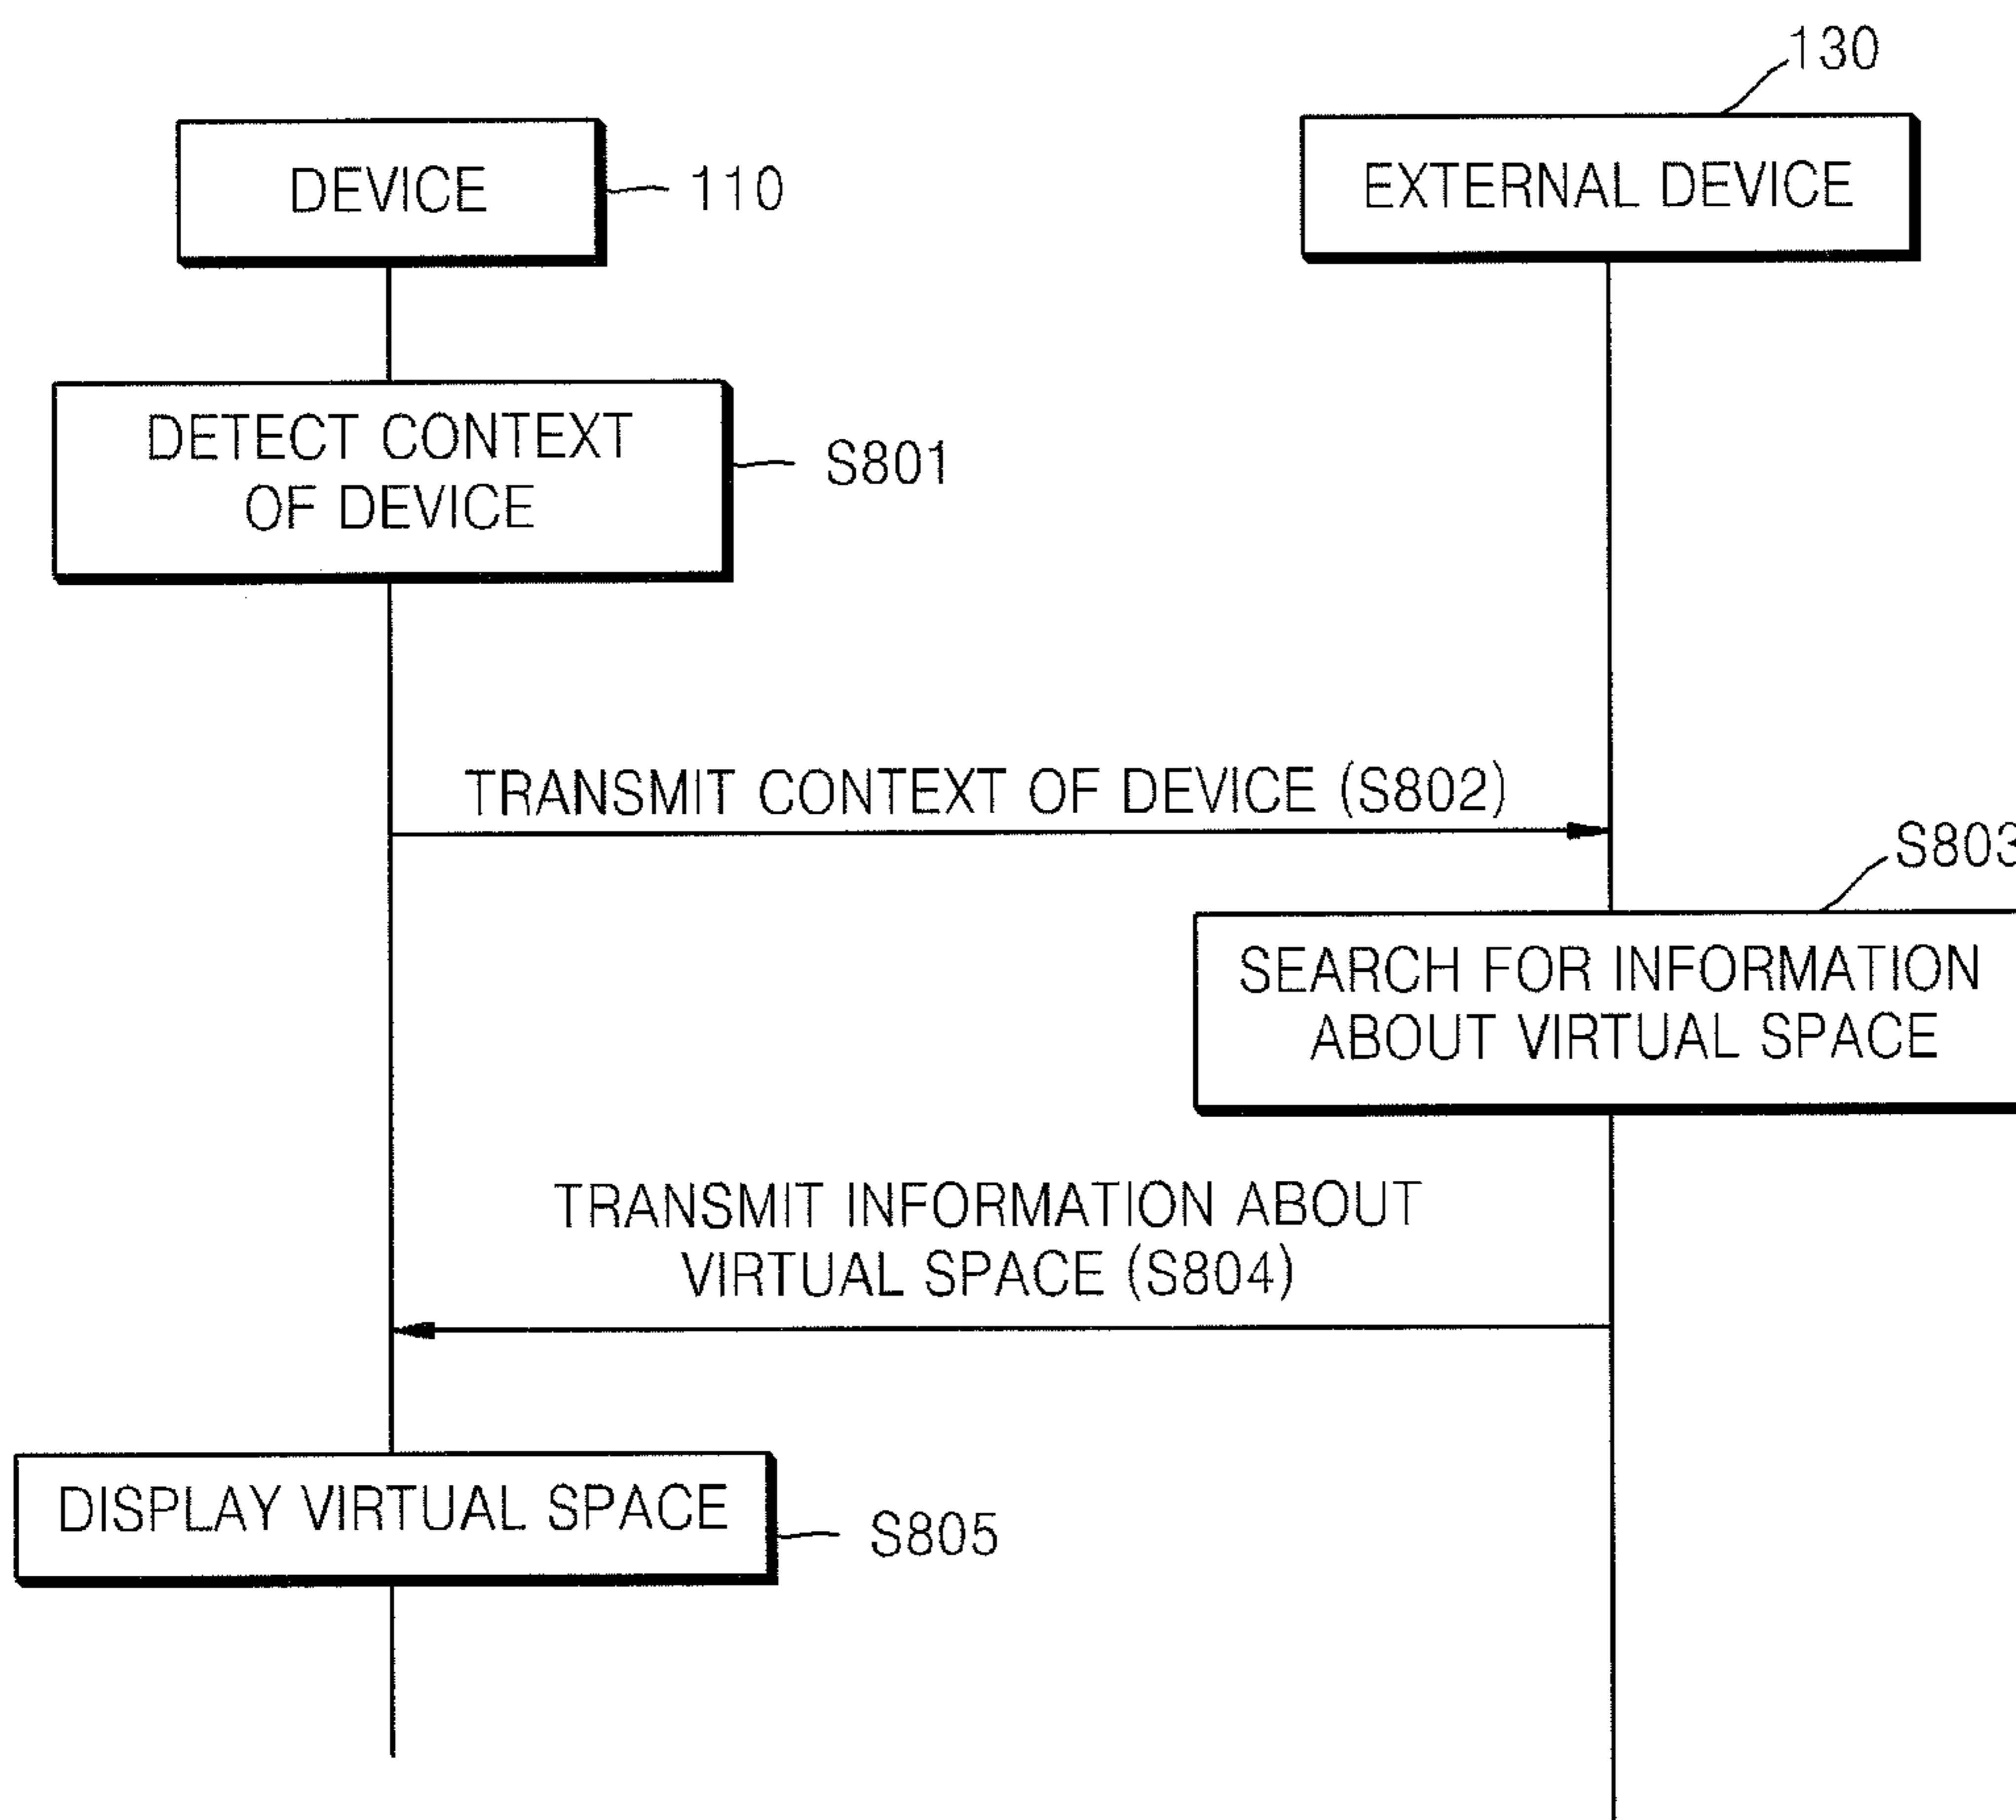 130
DEVICE
110
EXTERNAL DEVICE
DETECT CONTEXT
OF DEVICE
S801
TRANSMIT CONTEXT OF DEVICE (S802)
S803
SEARCH FOR INFORMATION
ABOUT VIRTUAL SPACE
TRANSMIT INFORMATION ABOUT
VIRTUAL SPACE (S804)
DISPLAY VIRTUAL SPACE
S805